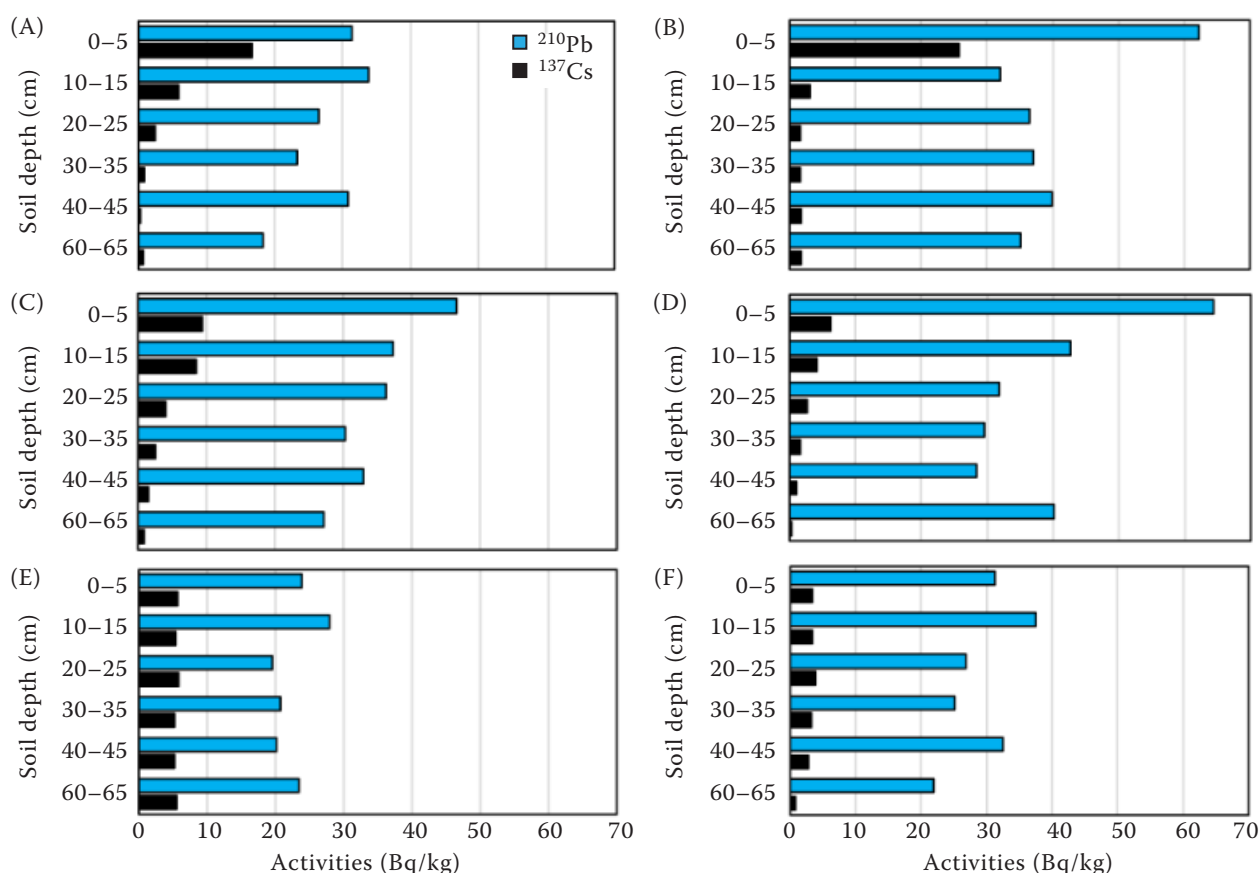 (A)
Soil depth (cm)
0–5
10–15
20–25
30–35
40–45
60–65
²¹⁰Pb
¹³⁷Cs
(B)
Soil depth (cm)
0–5
10–15
20–25
30–35
40–45
60–65
(C)
Soil depth (cm)
0–5
10–15
20–25
30–35
40–45
60–65
(D)
Soil depth (cm)
0–5
10–15
20–25
30–35
40–45
60–65
(E)
Soil depth (cm)
0–5
10–15
20–25
30–35
40–45
60–65
0 10 20 30 40 50 60 70
Activities (Bq/kg)
(F)
Soil depth (cm)
0–5
10–15
20–25
30–35
40–45
60–65
0 10 20 30 40 50 60 70
Activities (Bq/kg)